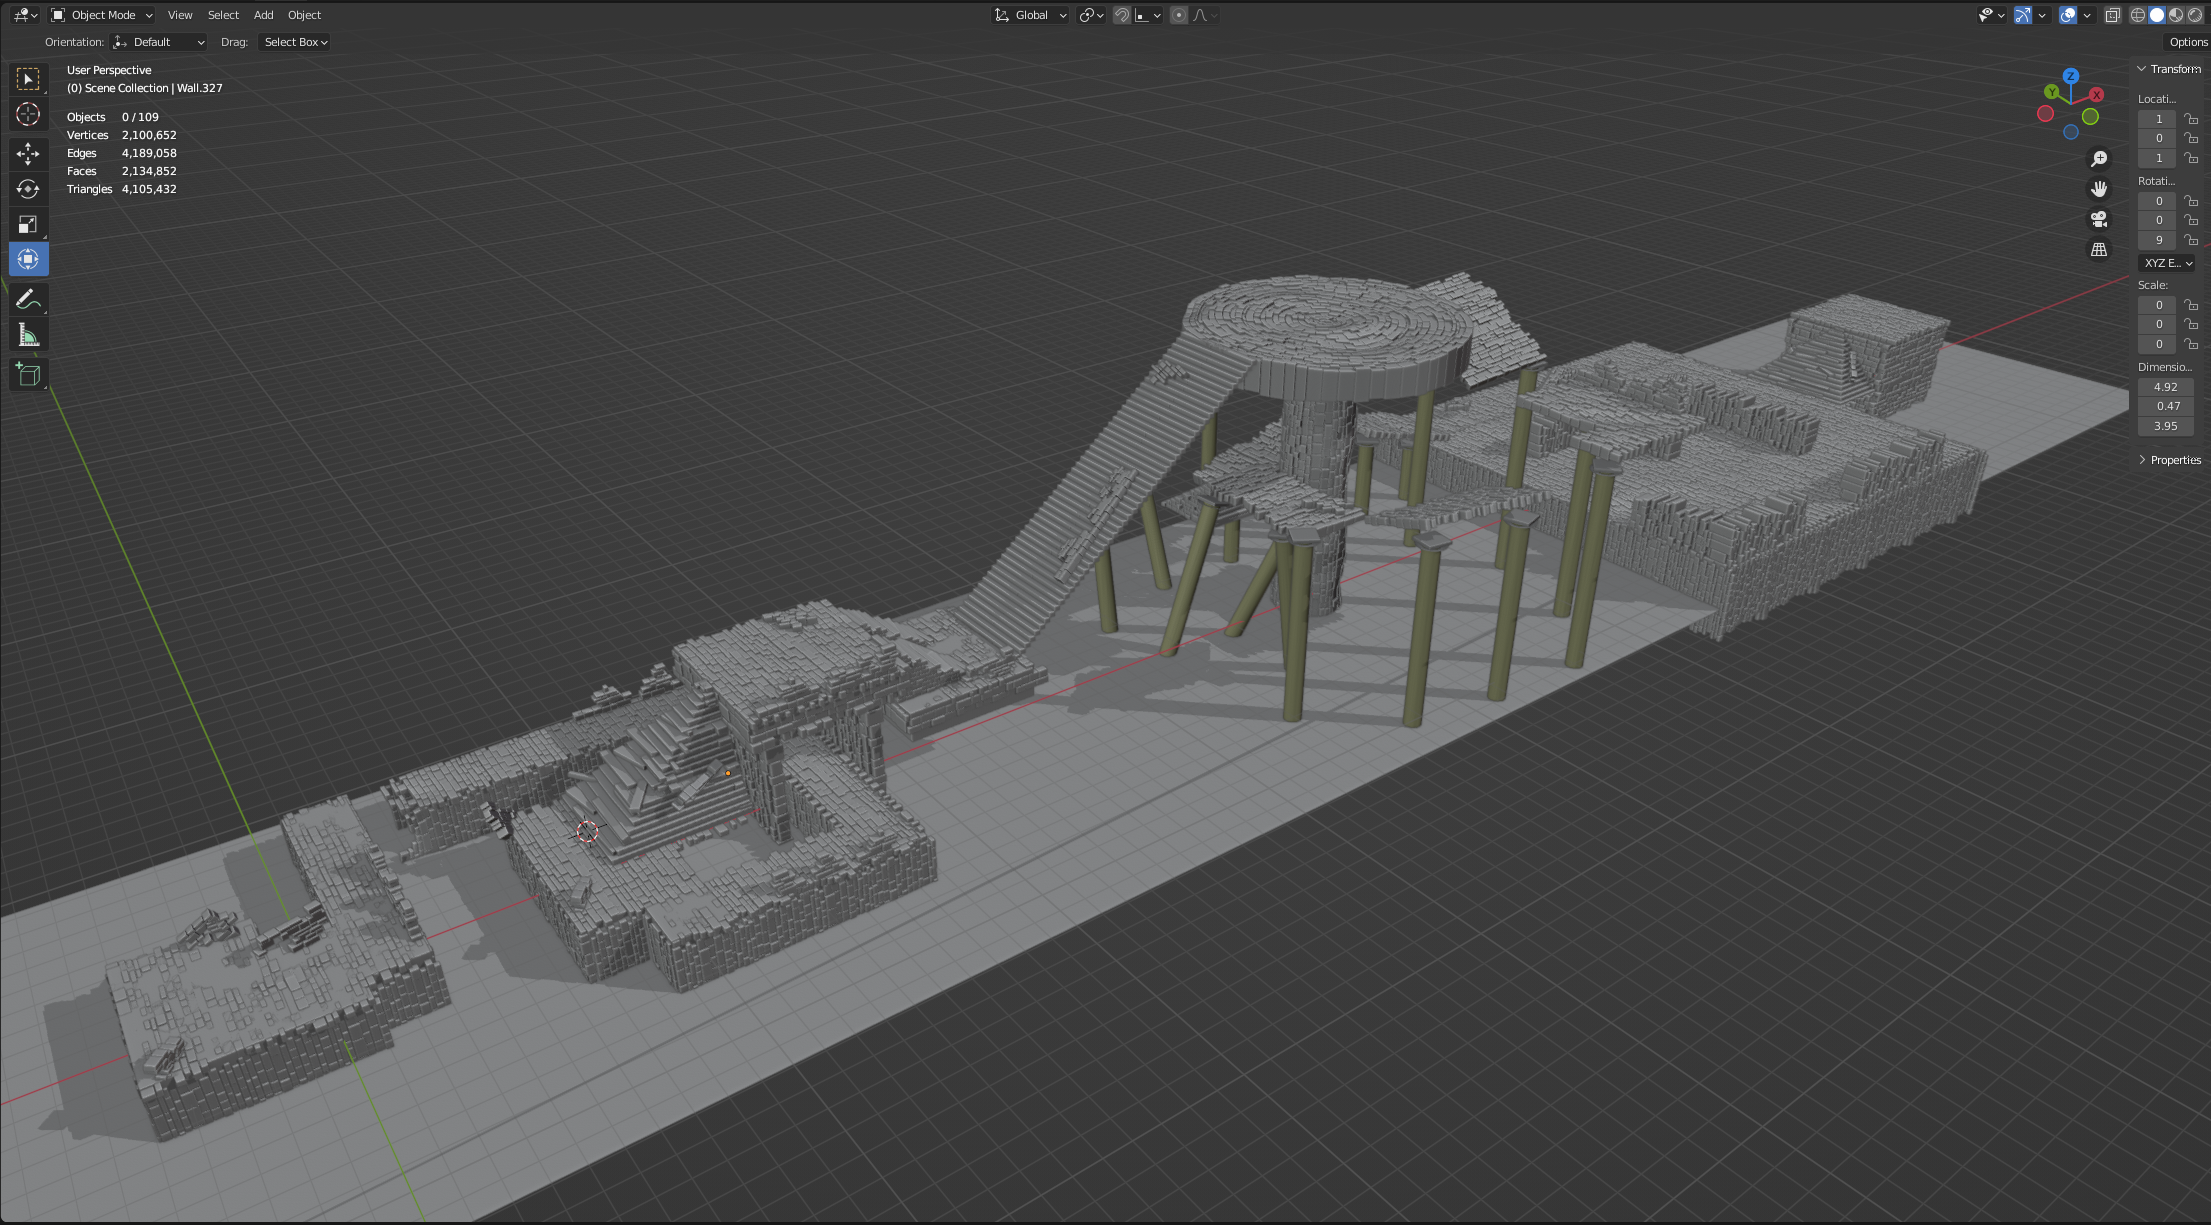 Object Mode View Select Add Object Global
Orientation: Default Drag: Select Box Options
User Perspective
(0) Scene Collection | Wall.327
Objects 0 / 109
Vertices 2,100,652
Edges 4,189,058
Faces 2,134,852
Triangles 4,105,432
Z
Y
X
Transform
Locati...
1
0
1
Rotati...
0
0
9
XYZ E...
Scale:
0
0
0
Dimensio...
4.92
0.47
3.95
Properties